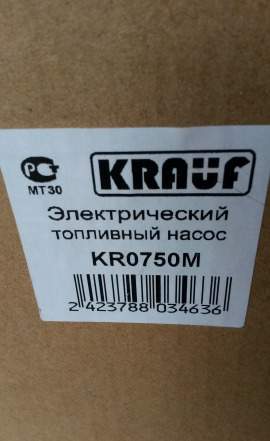 KRAÜF
МТ30
Электрический
топливный насос
KR0750M
2 423788 034636